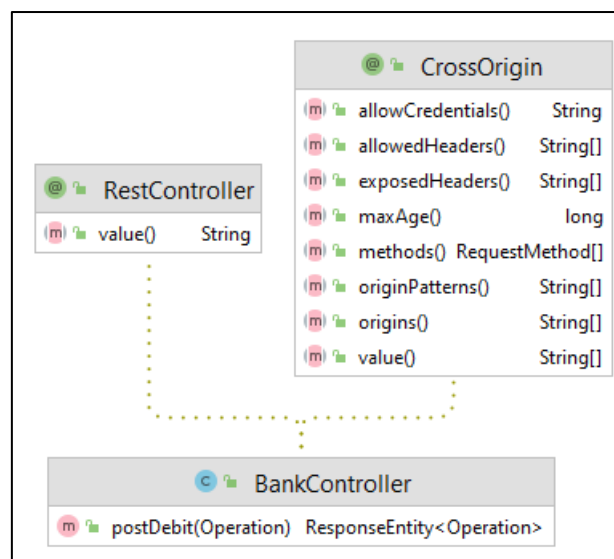 @ CrossOrigin
m allowCredentials() String
m allowedHeaders() String[]
m exposedHeaders() String[]
m maxAge() long
m methods() RequestMethod[]
m originPatterns() String[]
m origins() String[]
m value() String[]
@ RestController
m value() String
C BankController
m postDebit(Operation) ResponseEntity<Operation>